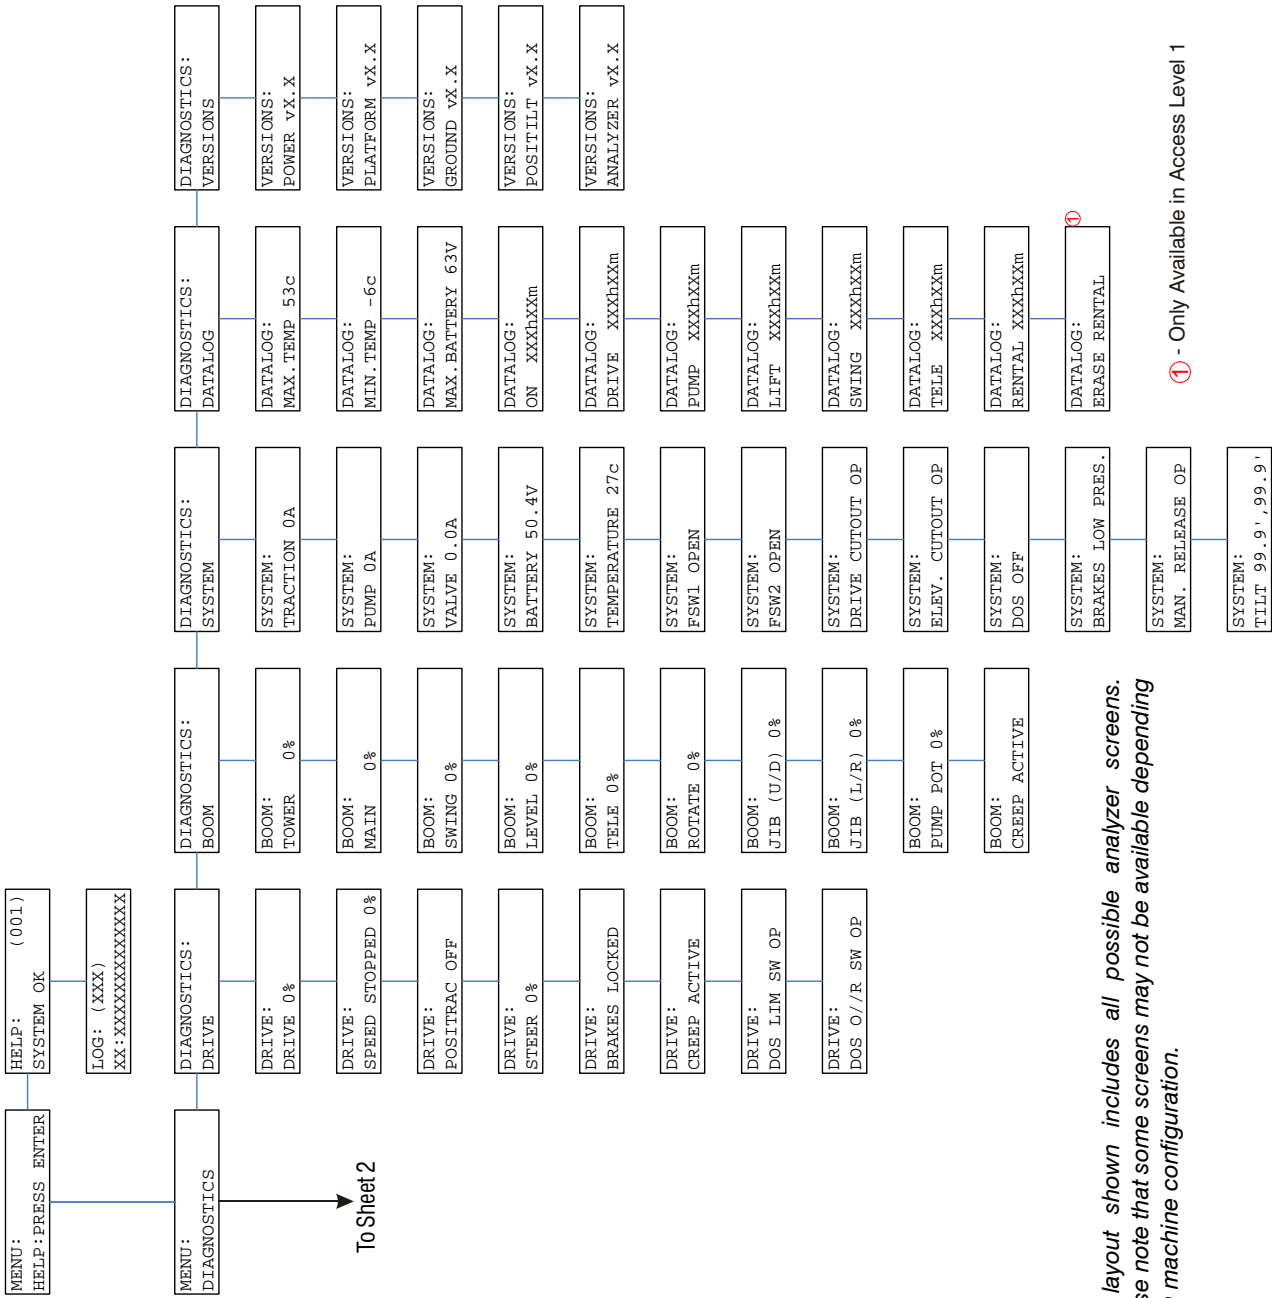 MENU:
HELP:PRESS ENTER
HELP: (001)
SYSTEM OK
LOG: (XXX)
XX:XXXXXXXXXXXXXXX
MENU:
DIAGNOSTICS
To Sheet 2
DIAGNOSTICS:
DRIVE
DRIVE:
DRIVE 0%
DRIVE:
SPEED STOPPED 0%
DRIVE:
POSITRAC OFF
DRIVE:
STEER 0%
DRIVE:
BRAKES LOCKED
DRIVE:
CREEP ACTIVE
DRIVE:
DOS LIM SW OP
DRIVE:
DOS O//R SW OP
DIAGNOSTICS:
BOOM
BOOM:
TOWER 0%
BOOM:
MAIN 0%
BOOM:
SWING 0%
BOOM:
LEVEL 0%
BOOM:
TELE 0%
BOOM:
ROTATE 0%
BOOM:
JIB (U/D) 0%
BOOM:
JIB (L/R) 0%
BOOM:
PUMP POT 0%
BOOM:
CREEP ACTIVE
DIAGNOSTICS:
SYSTEM
SYSTEM:
TRACTION 0A
SYSTEM:
PUMP 0A
SYSTEM:
VALVE 0.0A
SYSTEM:
BATTERY 50.4V
SYSTEM:
TEMPERATURE 27c
SYSTEM:
FSW1 OPEN
SYSTEM:
FSW2 OPEN
SYSTEM:
DRIVE CUTOUT OP
SYSTEM:
ELEV. CUTOUT OP
SYSTEM:
DOS OFF
SYSTEM:
BRAKES LOW PRES.
SYSTEM:
MAN. RELEASE OP
SYSTEM:
TILT 99.9',99.9'
DIAGNOSTICS:
DATALOG
DATALOG:
MAX.TEMP 53c
DATALOG:
MIN.TEMP -6c
DATALOG:
MAX.BATTERY 63V
DATALOG:
ON XXXhXXm
DATALOG:
DRIVE XXXhXXm
DATALOG:
PUMP XXXhXXm
DATALOG:
LIFT XXXhXXm
DATALOG:
SWING XXXhXXm
DATALOG:
TELE XXXhXXm
DATALOG:
RENTAL XXXhXXm
DATALOG:
ERASE RENTAL
1
DIAGNOSTICS:
VERSIONS
VERSIONS:
POWER vX.X
VERSIONS:
PLATFORM vX.X
VERSIONS:
GROUND vX.X
VERSIONS:
POSITILT vX.X
VERSIONS:
ANALYZER vX.X
layout shown includes all possible analyzer screens.
se note that some screens may not be available depending
machine configuration.
1 - Only Available in Access Level 1